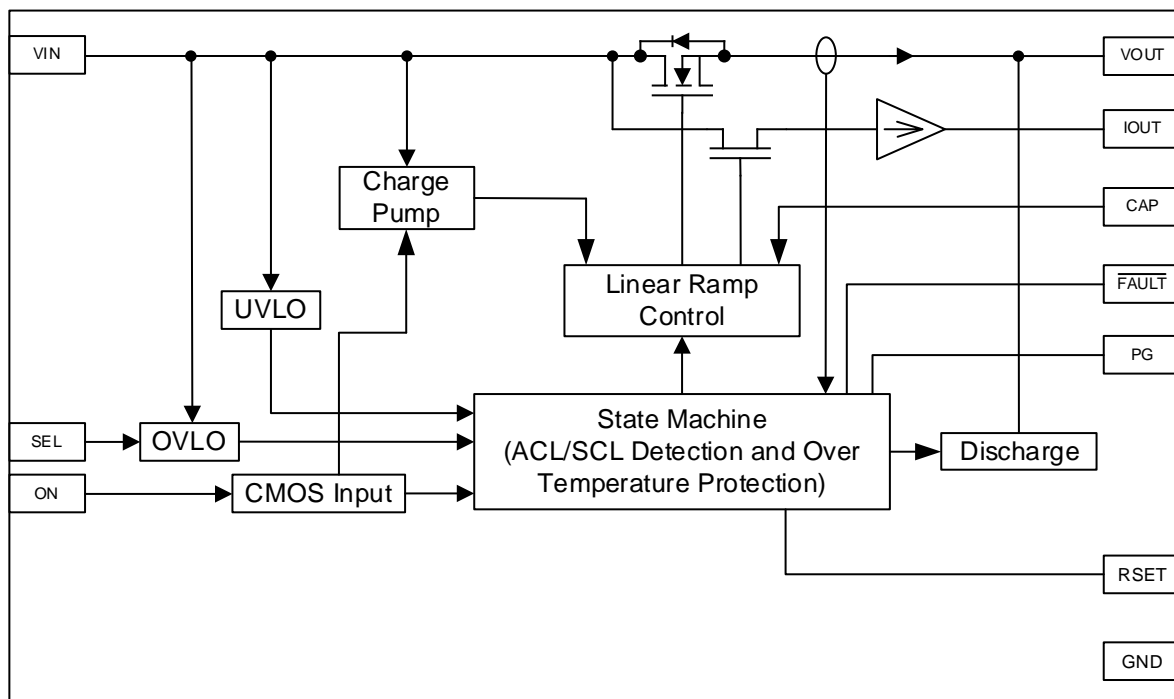 VIN
VOUT
IOUT
Charge
Pump
CAP
Linear Ramp
Control
FAULT
UVLO
PG
State Machine
(ACL/SCL Detection and Over
Temperature Protection)
SEL
OVLO
Discharge
ON
CMOS Input
RSET
GND